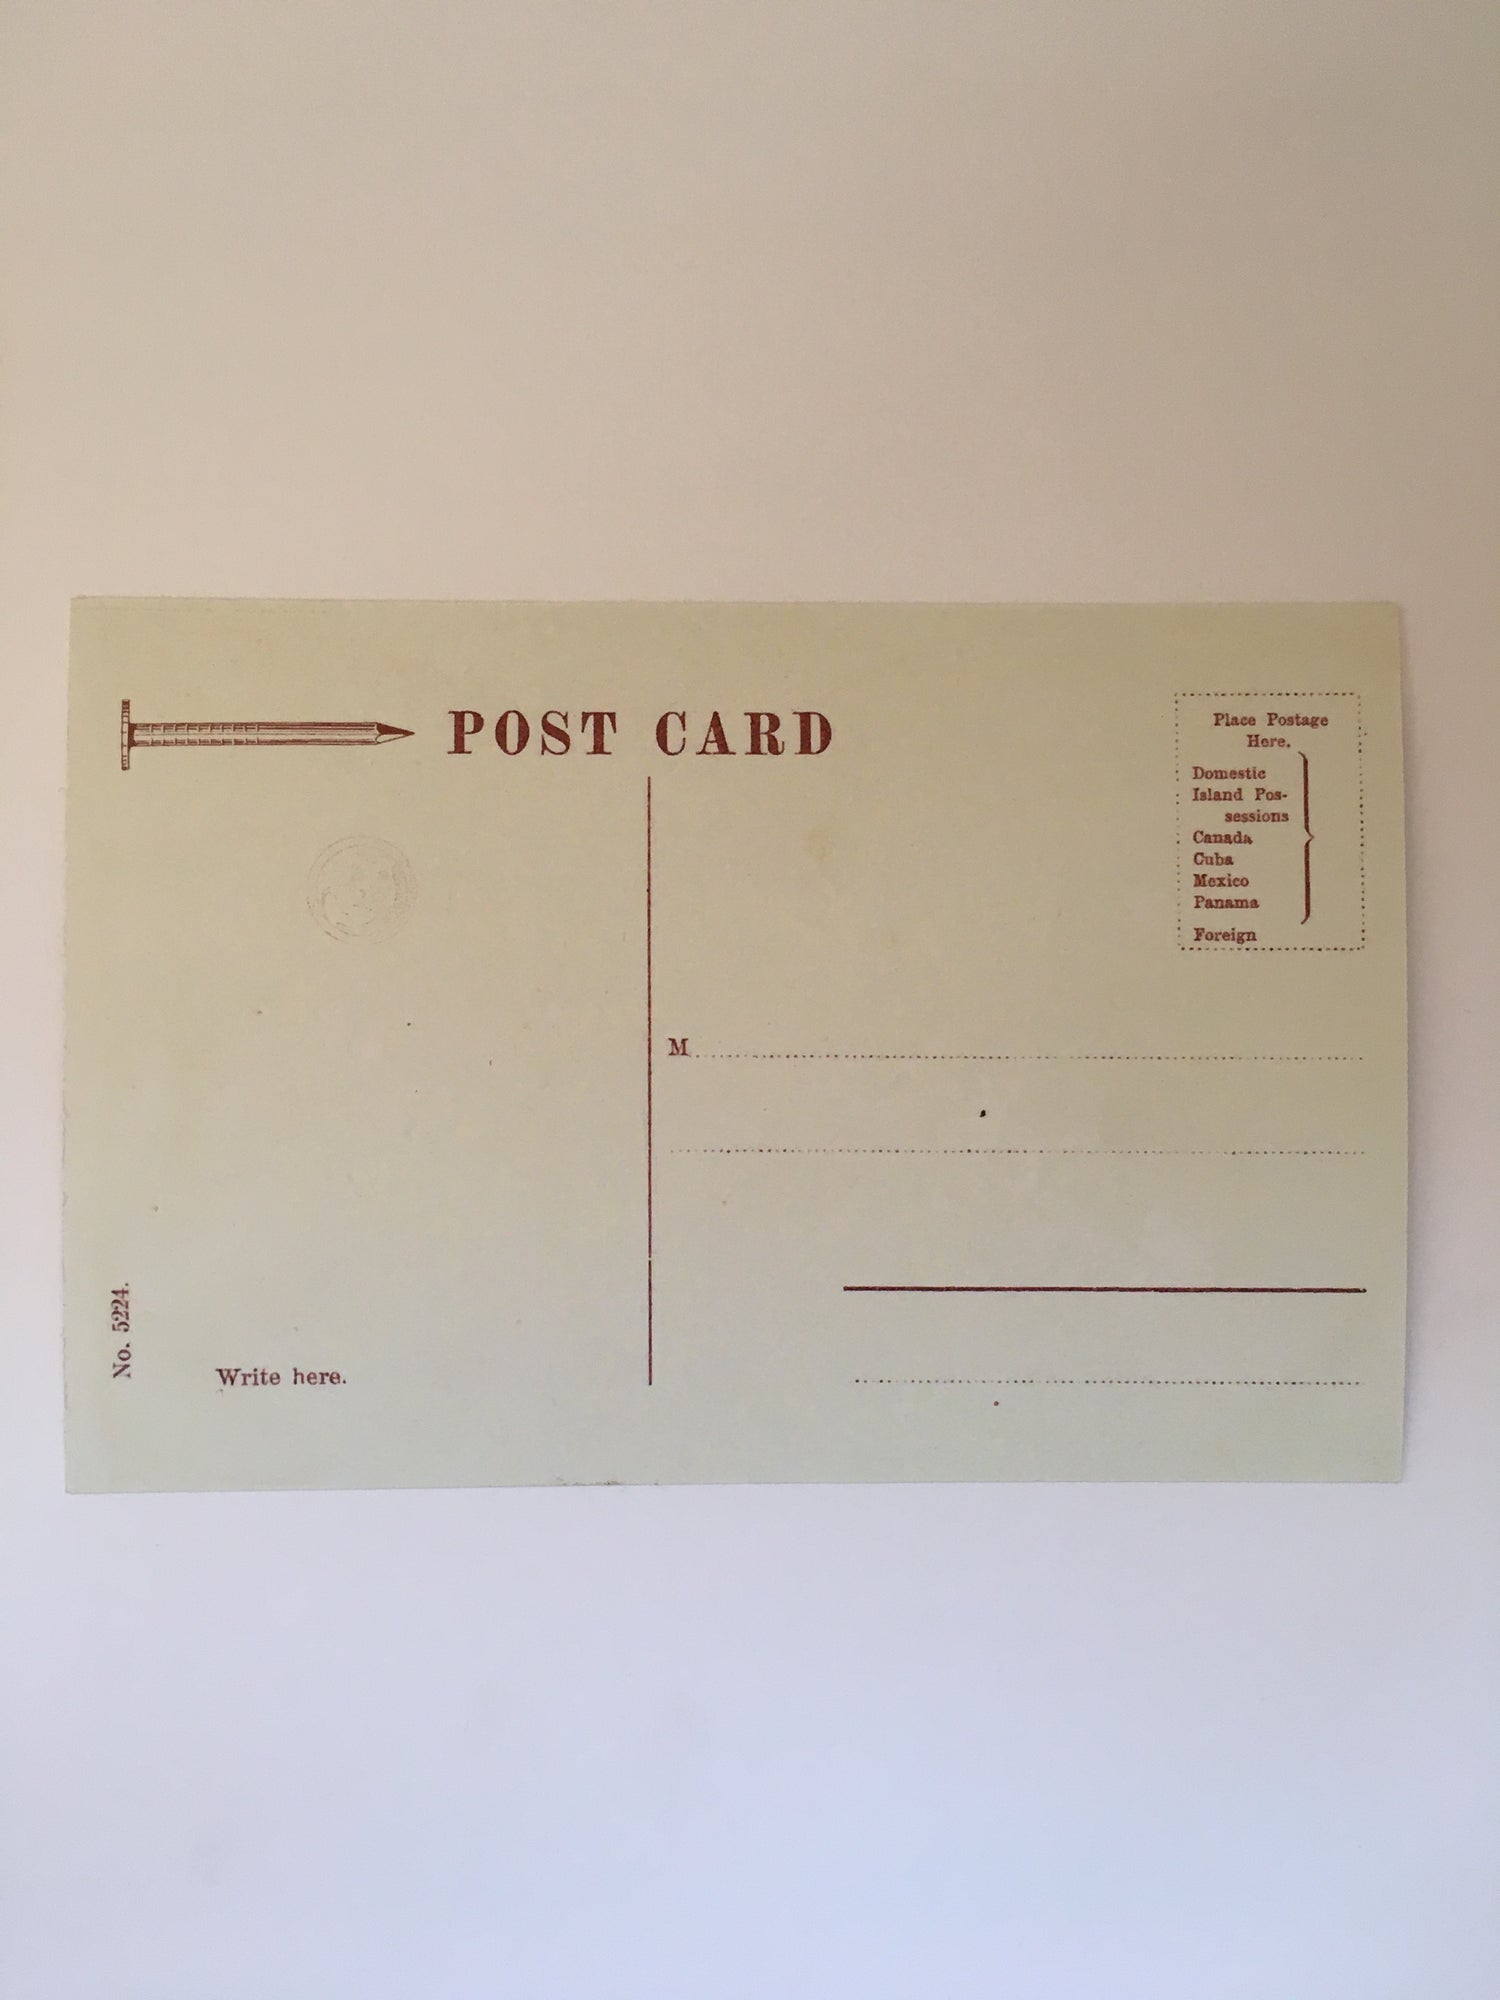 POST CARD
Place Postage
Here.
Domestic
Island Pos-
sessions
Canada
Cuba
Mexico
Panama
Foreign
M
No. 5224.
Write here.